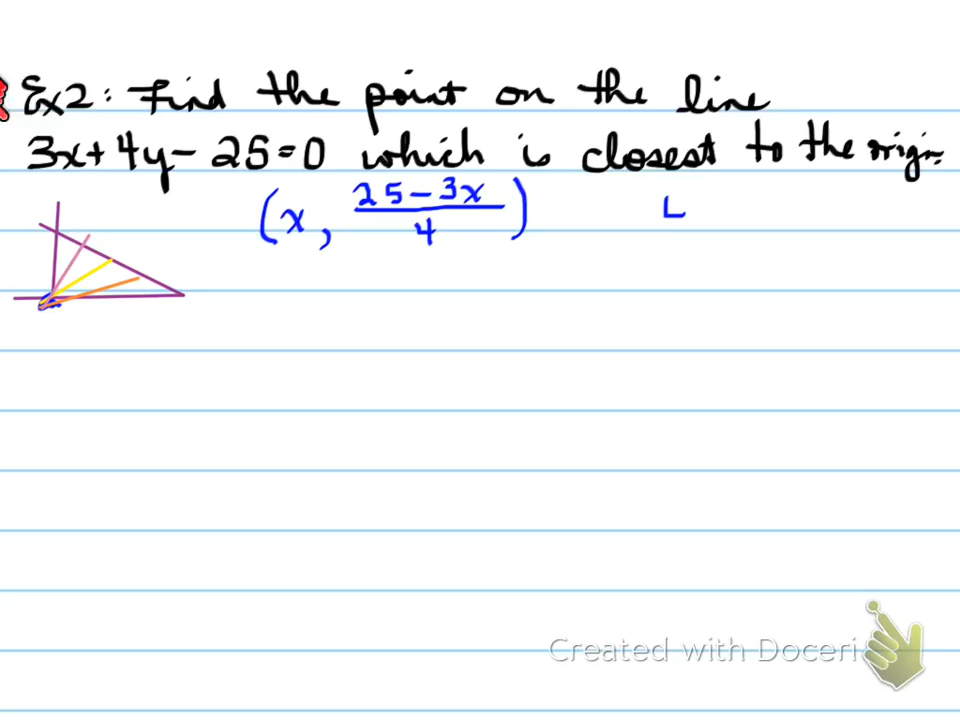 Ex2: Find the point on the line
3x+4y-25=0 which is closest to the origin.
(x, (25-3x)/4)
Created with Doceri